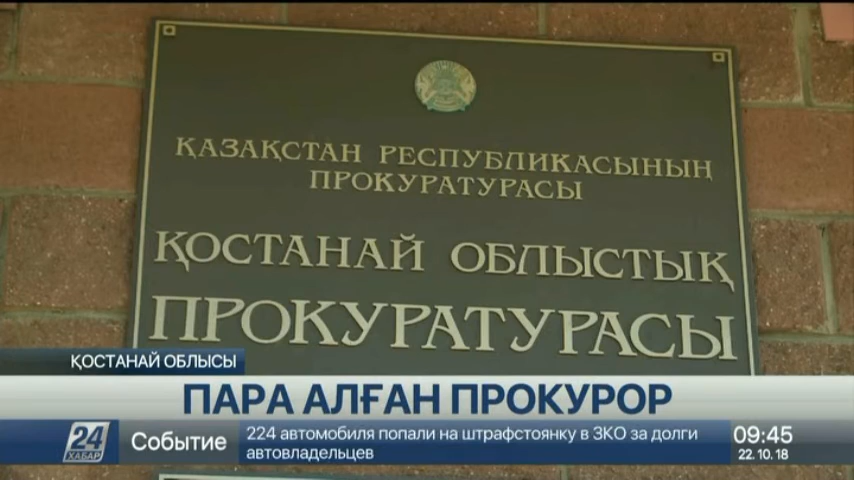 ҚАЗАҚСТАН РЕСПУБЛИКАСЫНЫҢ
ПРОКУРАТУРАСЫ
ҚОСТАНАЙ ОБЛЫСТЫҚ
ПРОКУРАТУРАСЫ
ҚОСТАНАЙ ОБЛЫСЫ
ПАРА АЛҒАН ПРОКУРОР
24
ХАБАР
Событие
224 автомобиля попали на штрафстоянку в ЗКО за долги
автовладельцев
09:45
22.10.18